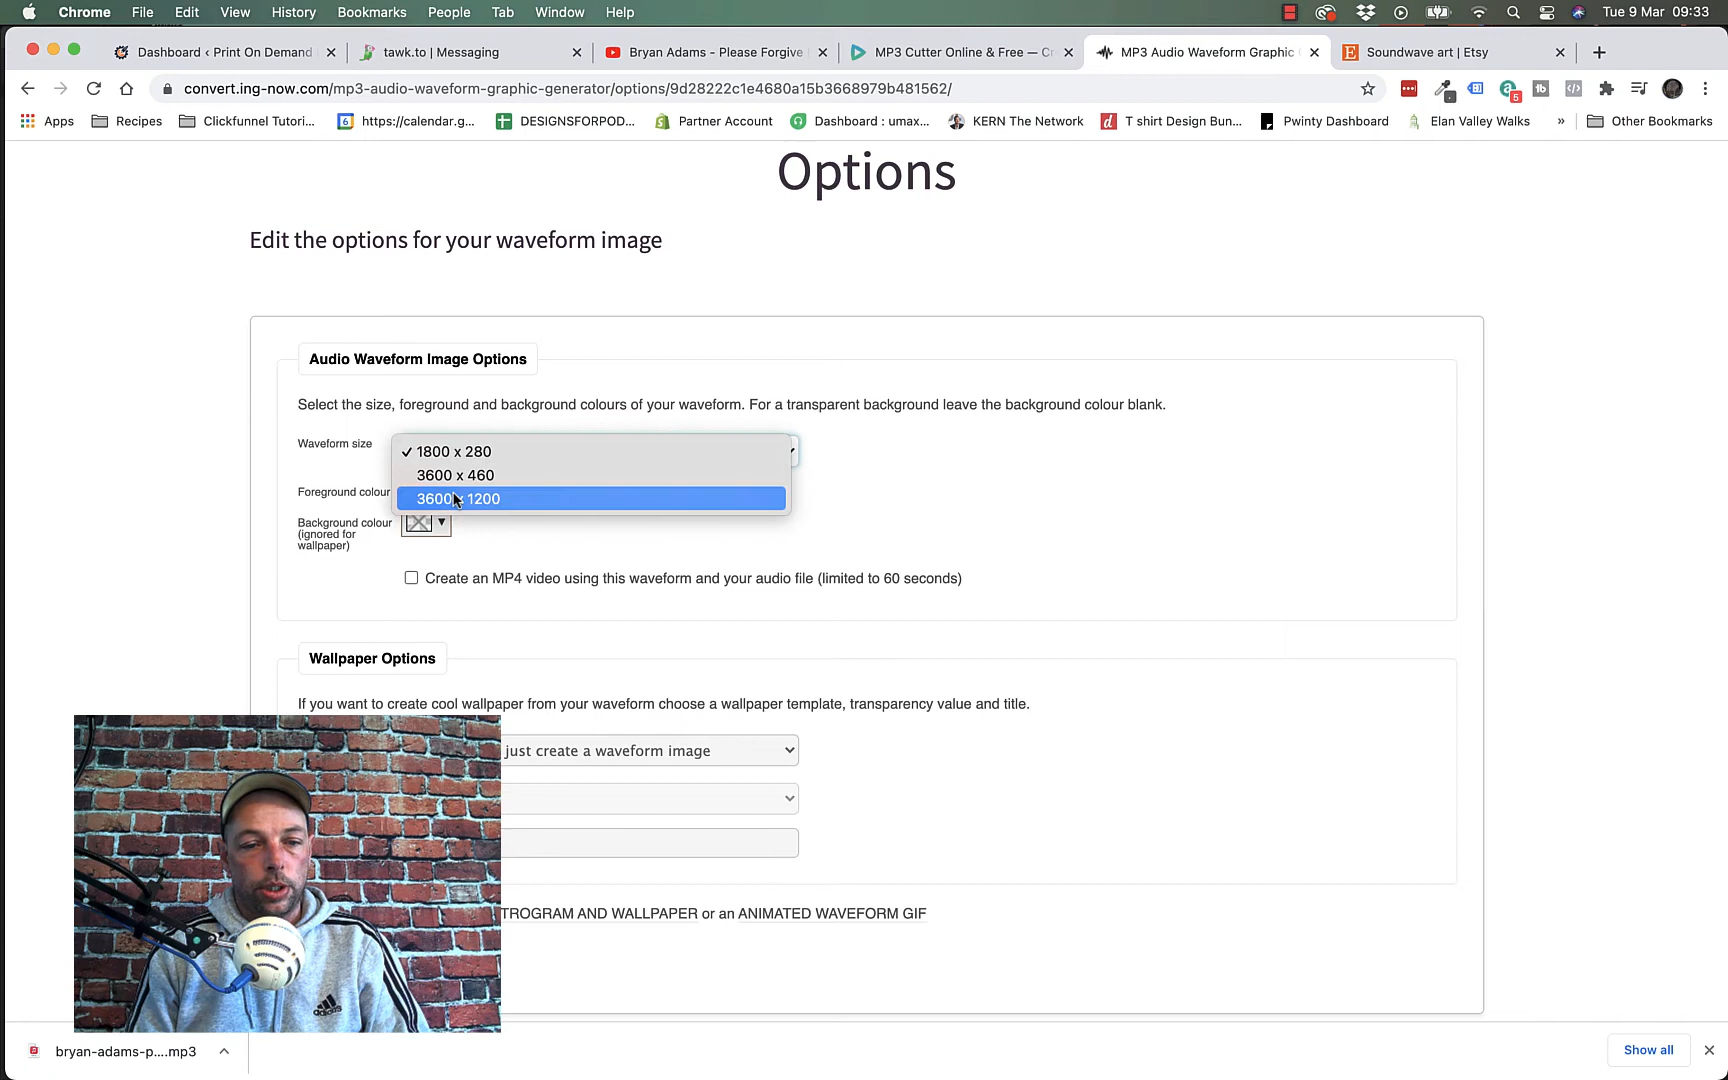 Chrome File Edit View History Bookmarks People Tab Window Help Tue 9 Mar 09:33
Dashboard ‹ Print On Demand tawk.to | Messaging Bryan Adams - Please Forgive MP3 Cutter Online & Free — Cr MP3 Audio Waveform Graphic Soundwave art | Etsy
convert.ing-now.com/mp3-audio-waveform-graphic-generator/options/9d28222c1e4680a15b3668979b481562/
Apps Recipes Clickfunnel Tutori... https://calendar.g... DESIGNSFORPOD... Partner Account Dashboard : umax... KERN The Network T shirt Design Bun... Pwinty Dashboard Elan Valley Walks » Other Bookmarks
Options
Edit the options for your waveform image
Audio Waveform Image Options
Select the size, foreground and background colours of your waveform. For a transparent background leave the background colour blank.
Waveform size
✓ 1800 x 280
3600 x 460
3600 x 1200
Foreground colour
Background colour
(ignored for
wallpaper)
Create an MP4 video using this waveform and your audio file (limited to 60 seconds)
Wallpaper Options
If you want to create cool wallpaper from your waveform choose a wallpaper template, transparency value and title.
just create a waveform image
TROGRAM AND WALLPAPER or an ANIMATED WAVEFORM GIF
adidas
bryan-adams-p....mp3
Show all